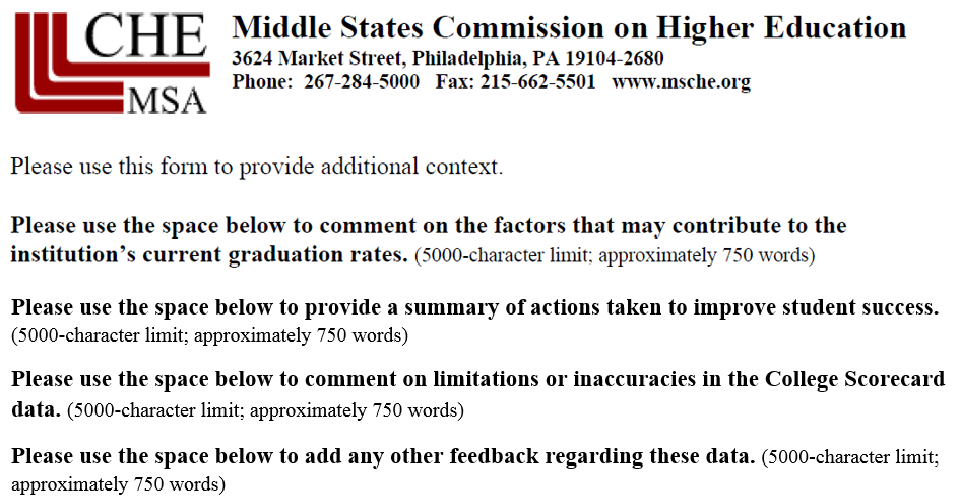 CHE
MSA
Middle States Commission on Higher Education
3624 Market Street, Philadelphia, PA 19104-2680
Phone: 267-284-5000 Fax: 215-662-5501 www.msche.org
Please use this form to provide additional context.
Please use the space below to comment on the factors that may contribute to the
institution’s current graduation rates. (5000-character limit; approximately 750 words)
Please use the space below to provide a summary of actions taken to improve student success.
(5000-character limit; approximately 750 words)
Please use the space below to comment on limitations or inaccuracies in the College Scorecard
data. (5000-character limit; approximately 750 words)
Please use the space below to add any other feedback regarding these data. (5000-character limit;
approximately 750 words)